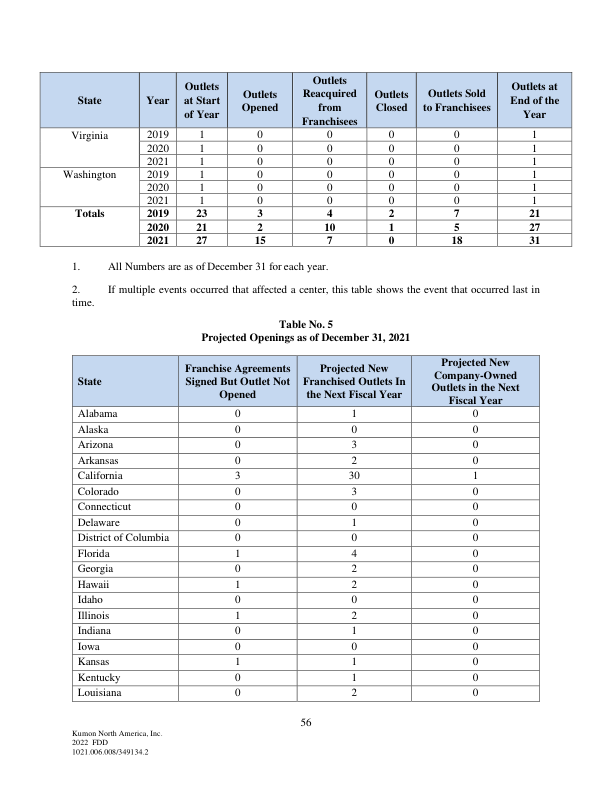 State Year Outlets at Start of Year Outlets Opened Outlets Reacquired from Franchisees Outlets Closed Outlets Sold to Franchisees Outlets at End of the Year
Virginia 2019 1 0 0 0 0 1
2020 1 0 0 0 0 1
2021 1 0 0 0 0 1
Washington 2019 1 0 0 0 0 1
2020 1 0 0 0 0 1
2021 1 0 0 0 0 1
Totals 2019 23 3 4 2 7 21
2020 21 2 10 1 5 27
2021 27 15 7 0 18 31
1. All Numbers are as of December 31 for each year.
2. If multiple events occurred that affected a center, this table shows the event that occurred last in
time.
Table No. 5
Projected Openings as of December 31, 2021
State Franchise Agreements Signed But Outlet Not Opened Projected New Franchised Outlets In the Next Fiscal Year Projected New Company-Owned Outlets in the Next Fiscal Year
Alabama 0 1 0
Alaska 0 0 0
Arizona 0 3 0
Arkansas 0 2 0
California 3 30 1
Colorado 0 3 0
Connecticut 0 0 0
Delaware 0 1 0
District of Columbia 0 0 0
Florida 1 4 0
Georgia 0 2 0
Hawaii 1 2 0
Idaho 0 0 0
Illinois 1 2 0
Indiana 0 1 0
Iowa 0 0 0
Kansas 1 1 0
Kentucky 0 1 0
Louisiana 0 2 0
56
Kumon North America, Inc.
2022 FDD
1021.006.008/349134.2